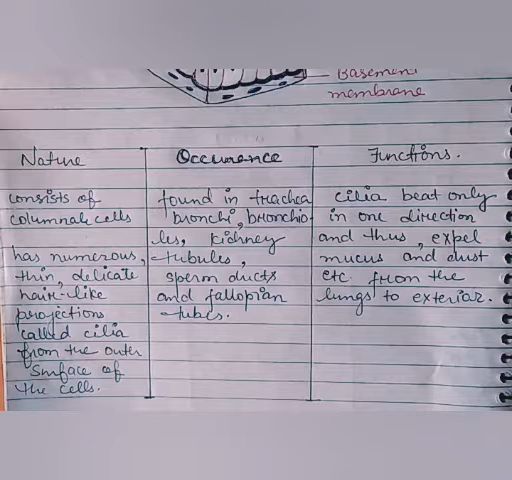 Basement
membrane
Nature
Occurence
Functions.
consists of
columnar cells
has numerous,
thin, delicate
hair-like
projections
called cilia
from the outer
Surface of
the cells.
found in trachea
bronchi, bronchio-
les, kidney
tubules,
sperm ducts
and fallopian
tubes.
cilia beat only
in one direction
and thus, expel
mucus and dust
etc. from the
lungs to exterior.